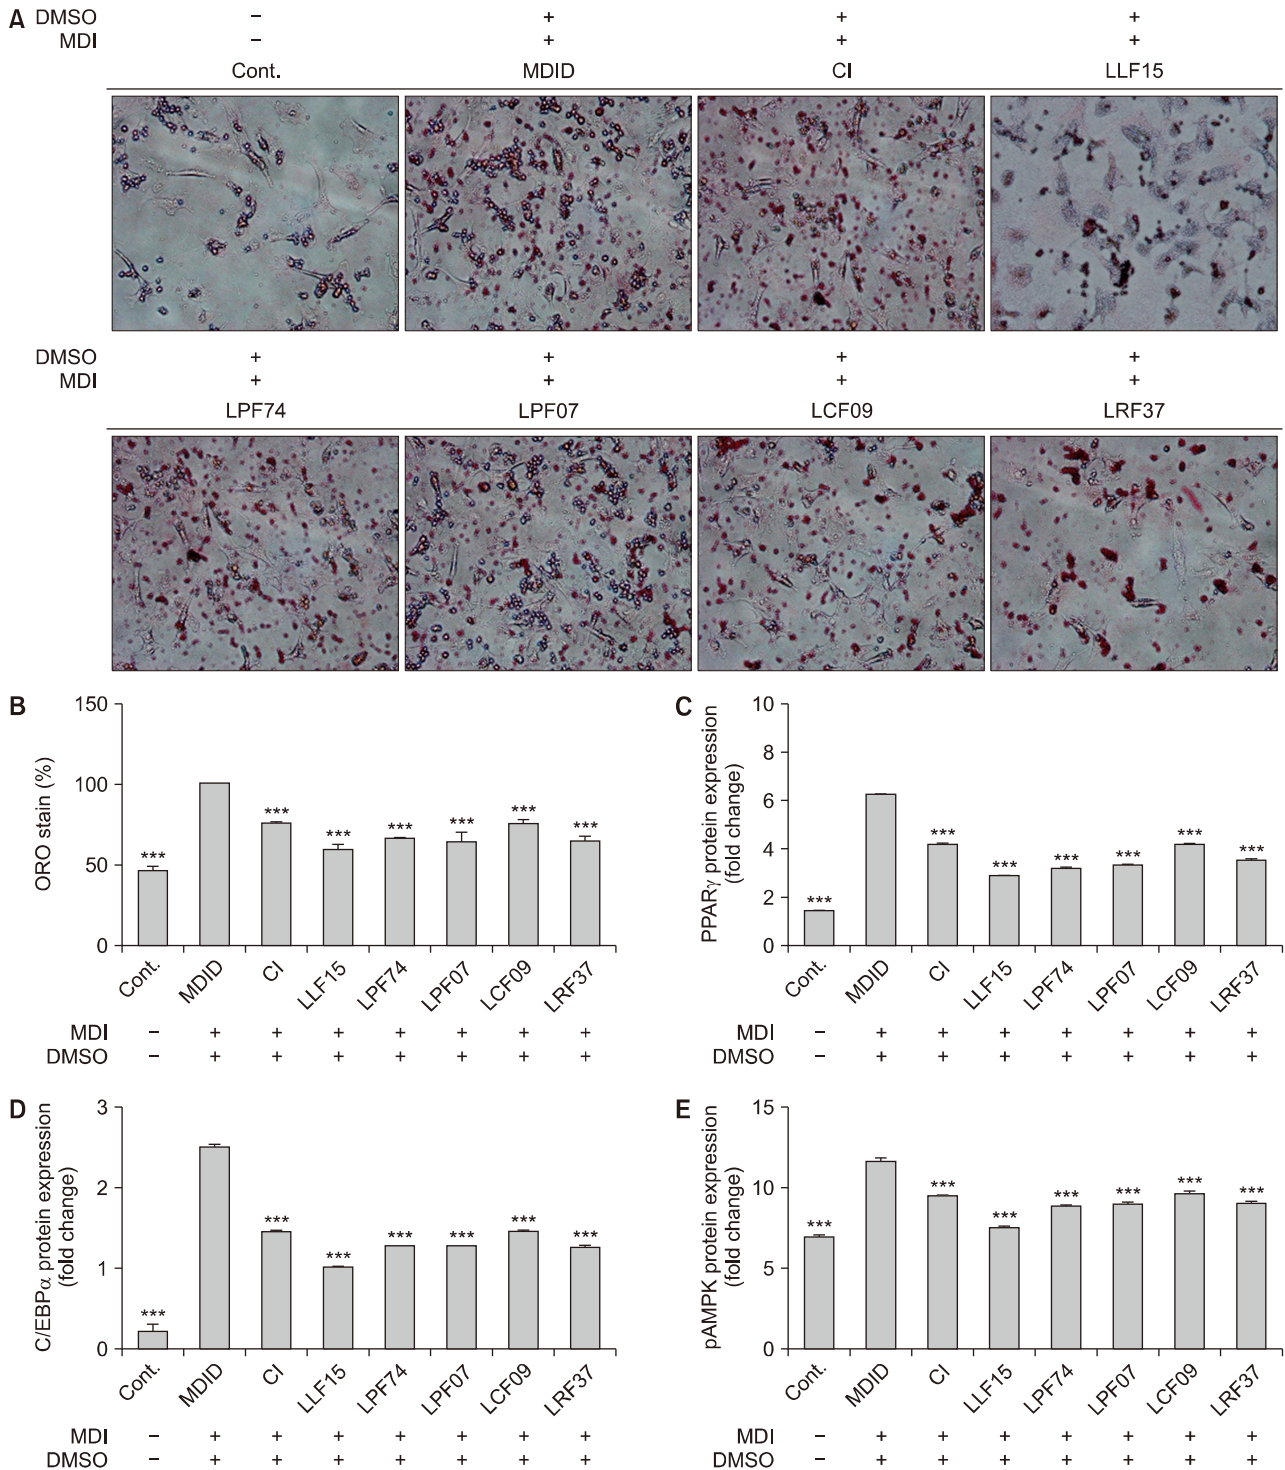 A
DMSO − + + +
MDI − + + +
Cont. MDID CI LLF15
DMSO + + + +
MDI + + + +
LPF74 LPF07 LCF09 LRF37
B
150
100
50
0
ORO stain (%)
*** *** *** *** *** *** ***
Cont. MDID CI LLF15 LPF74 LPF07 LCF09 LRF37
MDI − + + + + + + +
DMSO − + + + + + + +
C
10
8
6
4
2
0
PPARγ protein expression
(fold change)
*** *** *** *** *** *** ***
Cont. MDID CI LLF15 LPF74 LPF07 LCF09 LRF37
MDI − + + + + + + +
DMSO − + + + + + + +
D
3
2
1
0
C/EBPα protein expression
(fold change)
*** *** *** *** *** *** ***
Cont. MDID CI LLF15 LPF74 LPF07 LCF09 LRF37
MDI − + + + + + + +
DMSO − + + + + + + +
E
15
10
5
0
pAMPK protein expression
(fold change)
*** *** *** *** *** *** ***
Cont. MDID CI LLF15 LPF74 LPF07 LCF09 LRF37
MDI − + + + + + + +
DMSO − + + + + + + +